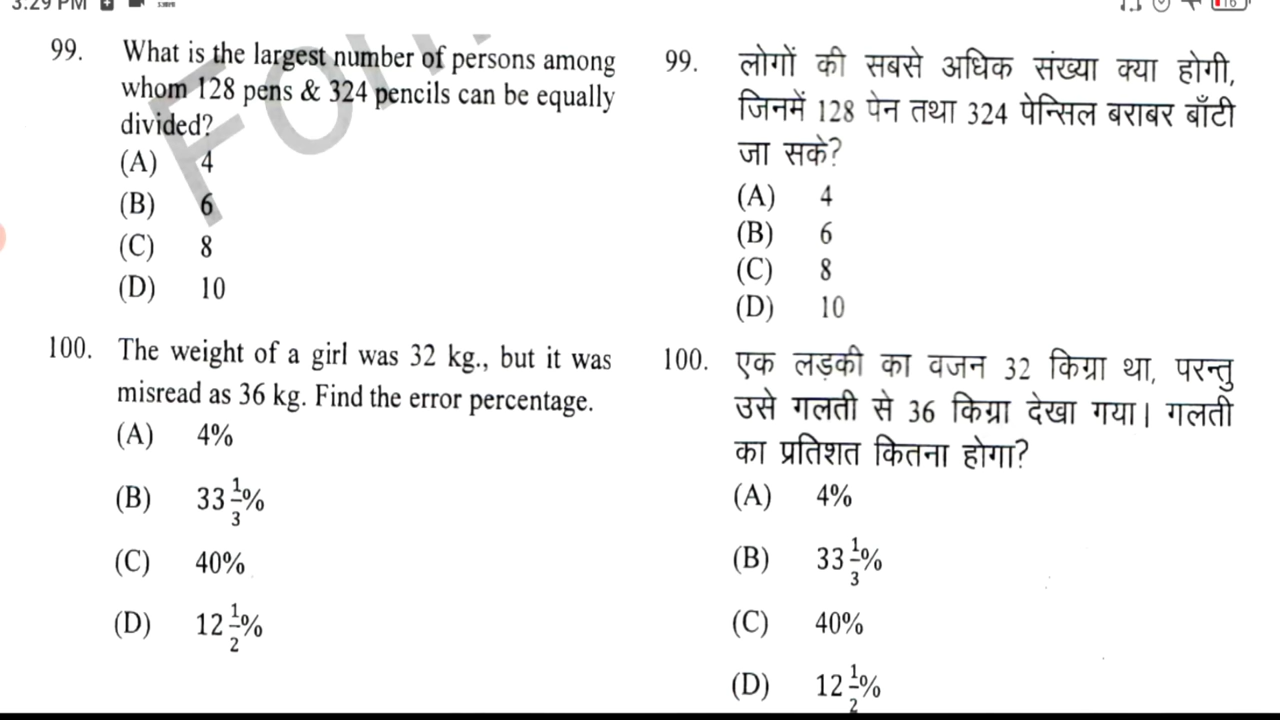 3:29 PM
99. What is the largest number of persons among
whom 128 pens & 324 pencils can be equally
divided?
(A) 4
(B) 6
(C) 8
(D) 10
100. The weight of a girl was 32 kg., but it was
misread as 36 kg. Find the error percentage.
(A) 4%
(B) 33 1/3%
(C) 40%
(D) 12 1/2%
99. लोगों की सबसे अधिक संख्या क्या होगी,
जिनमें 128 पेन तथा 324 पेन्सिल बराबर बाँटी
जा सके?
(A) 4
(B) 6
(C) 8
(D) 10
100. एक लड़की का वजन 32 किग्रा था, परन्तु
उसे गलती से 36 किग्रा देखा गया। गलती
का प्रतिशत कितना होगा?
(A) 4%
(B) 33 1/3%
(C) 40%
(D) 12 1/2%